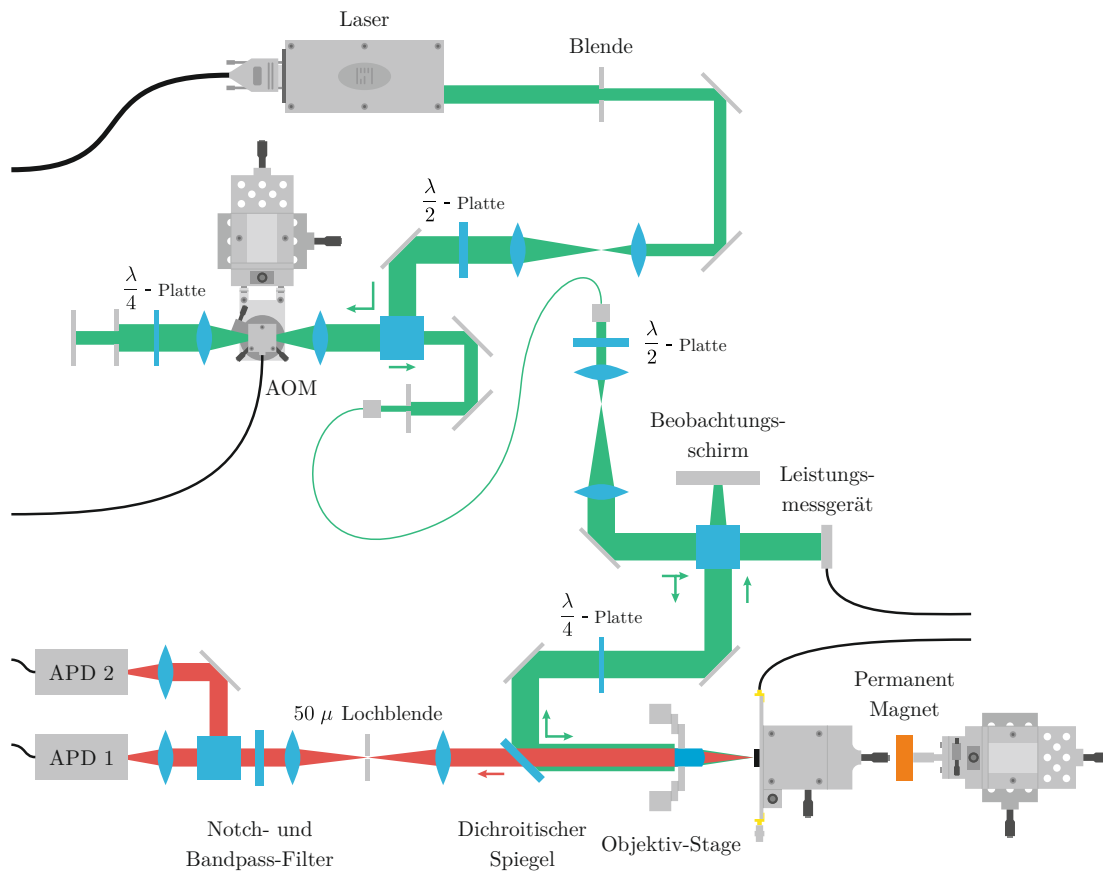 Laser
Blende
λ
2
- Platte
λ
4
- Platte
AOM
λ
2
- Platte
Beobachtungs-
schirm
Leistungs-
messgerät
λ
4
- Platte
APD 2
50 μ Lochblende
Permanent
Magnet
APD 1
Notch- und
Bandpass-Filter
Dichroitischer
Spiegel
Objektiv-Stage